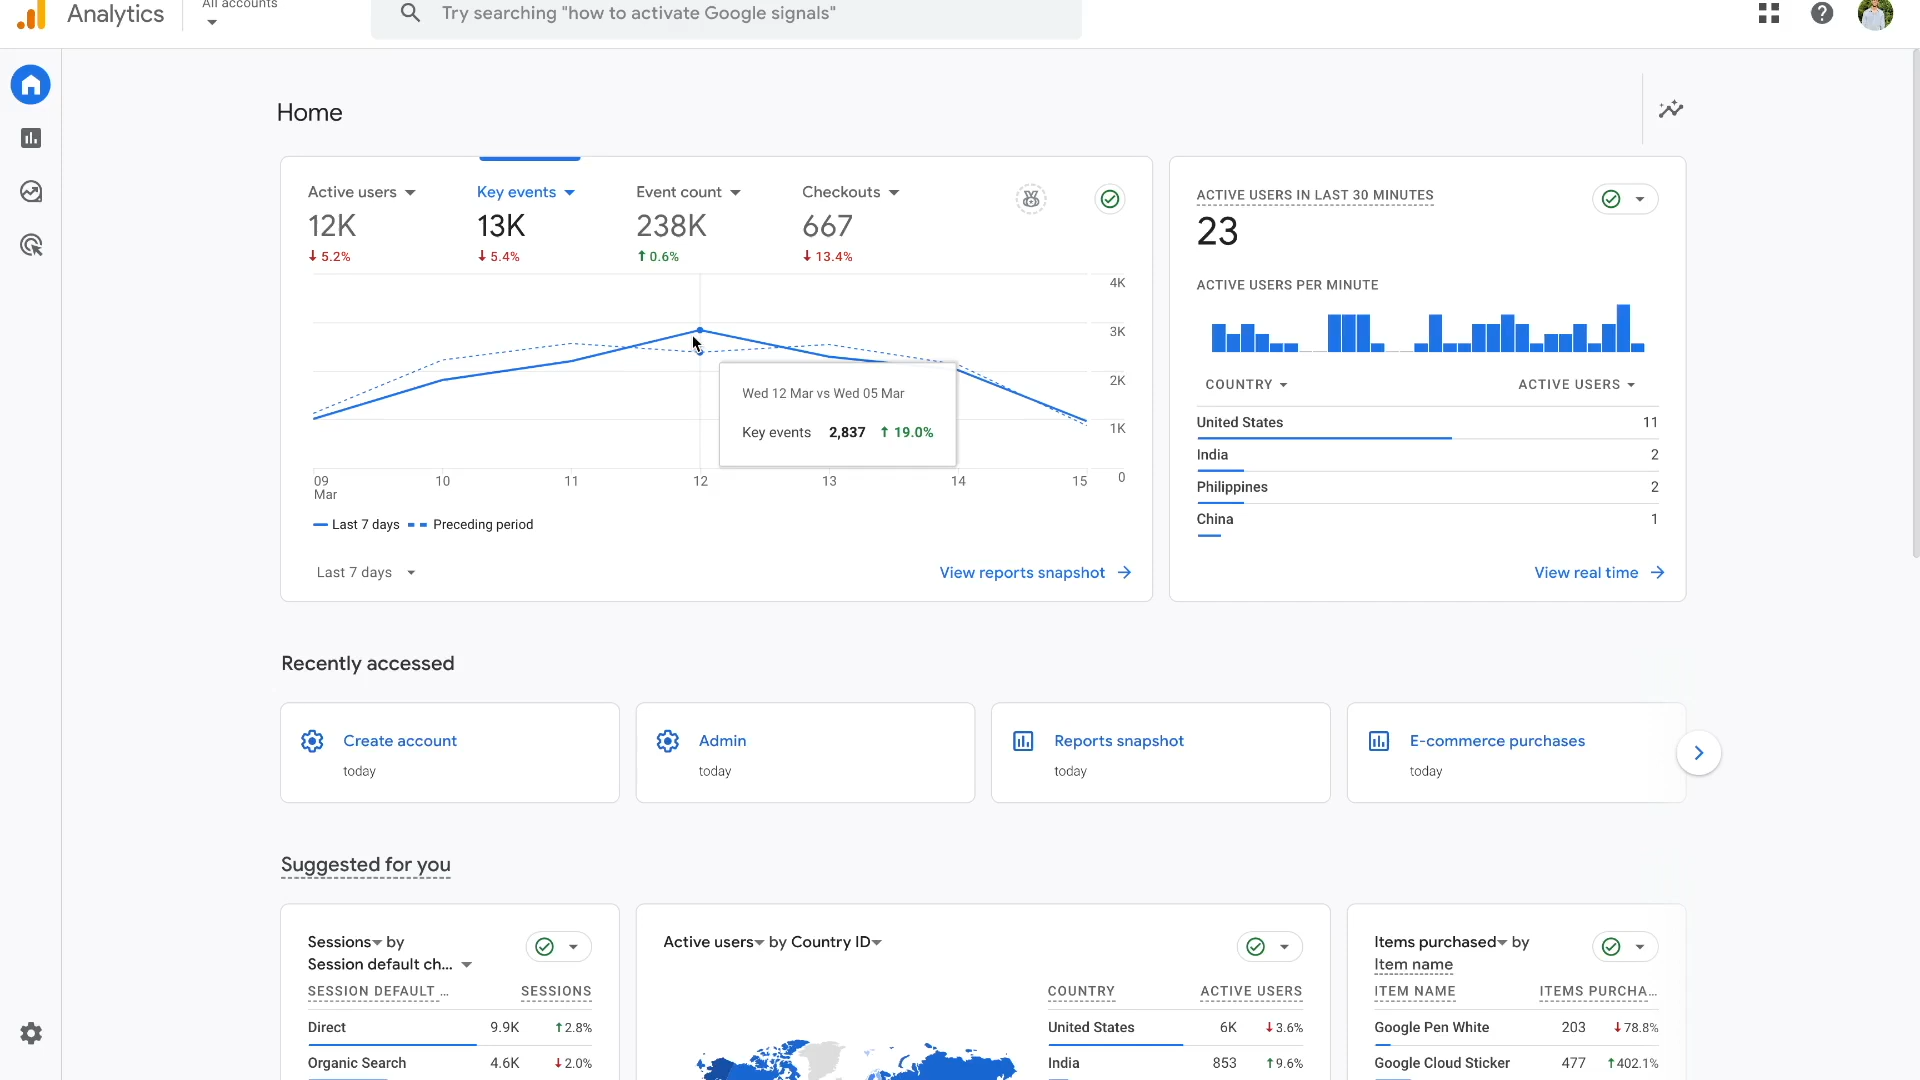 All accounts
Analytics
Try searching "how to activate Google signals"
Home
Active users
Key events
Event count
Checkouts
12K
13K
238K
667
5.2%
5.4%
0.6%
13.4%
4K
3K
2K
1K
0
Wed 12 Mar vs Wed 05 Mar
Key events 2,837 19.0%
09 10 11 12 13 14 15
Mar
Last 7 days Preceding period
Last 7 days
View reports snapshot
ACTIVE USERS IN LAST 30 MINUTES
23
ACTIVE USERS PER MINUTE
COUNTRY ACTIVE USERS
United States 11
India 2
Philippines 2
China 1
View real time
Recently accessed
Create account
today
Admin
today
Reports snapshot
today
E-commerce purchases
today
Suggested for you
Sessions by
Session default ch...
SESSION DEFAULT ... SESSIONS
Direct 9.9K 2.8%
Organic Search 4.6K 2.0%
Active users by Country ID
COUNTRY ACTIVE USERS
United States 6K 3.6%
India 853 9.6%
Items purchased by
Item name
ITEM NAME ITEMS PURCHA...
Google Pen White 203 78.8%
Google Cloud Sticker 477 402.1%